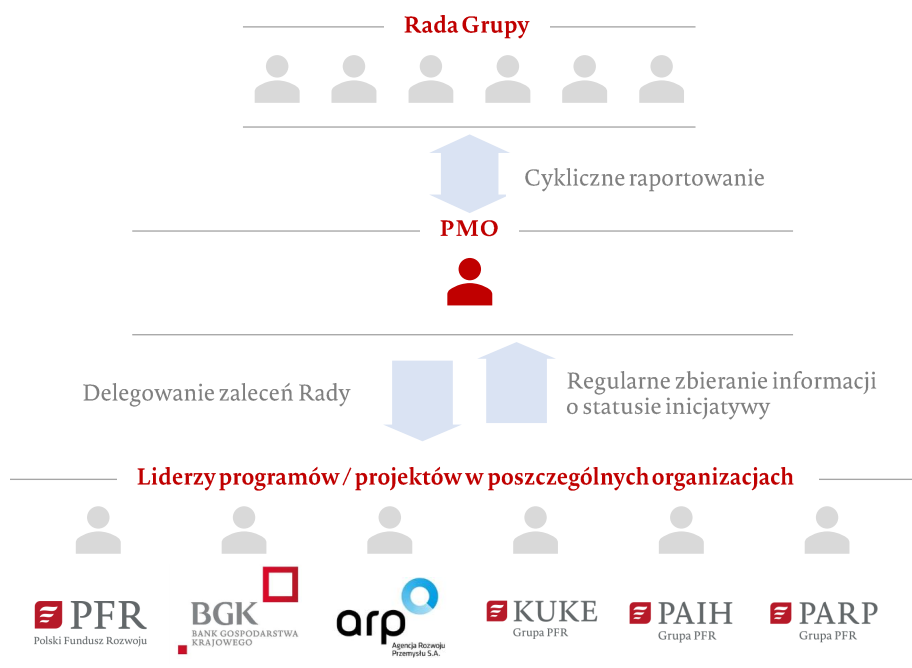 Rada Grupy
Cykliczne raportowanie
PMO
Delegowanie zaleceń Rady
Regularne zbieranie informacji
o statusie inicjatywy
Liderzy programów / projektów w poszczególnych organizacjach
PFR
Polski Fundusz Rozwoju
BGK
BANK GOSPODARSTWA
KRAJOWEGO
arp
Agencja Rozwoju
Przemysłu S.A.
KUKE
Grupa PFR
PAIH
Grupa PFR
PARP
Grupa PFR